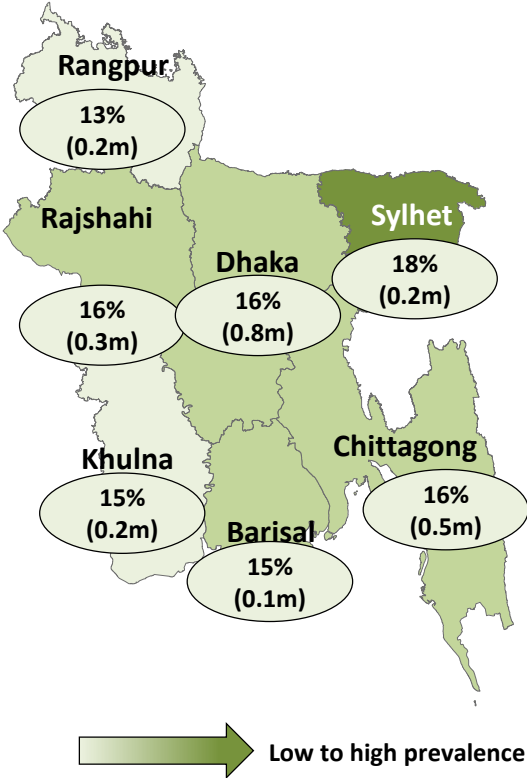 Rangpur
13%
(0.2m)
Rajshahi
Sylhet
18%
(0.2m)
Dhaka
16%
(0.8m)
16%
(0.3m)
Khulna
15%
(0.2m)
Chittagong
16%
(0.5m)
Barisal
15%
(0.1m)
Low to high prevalence